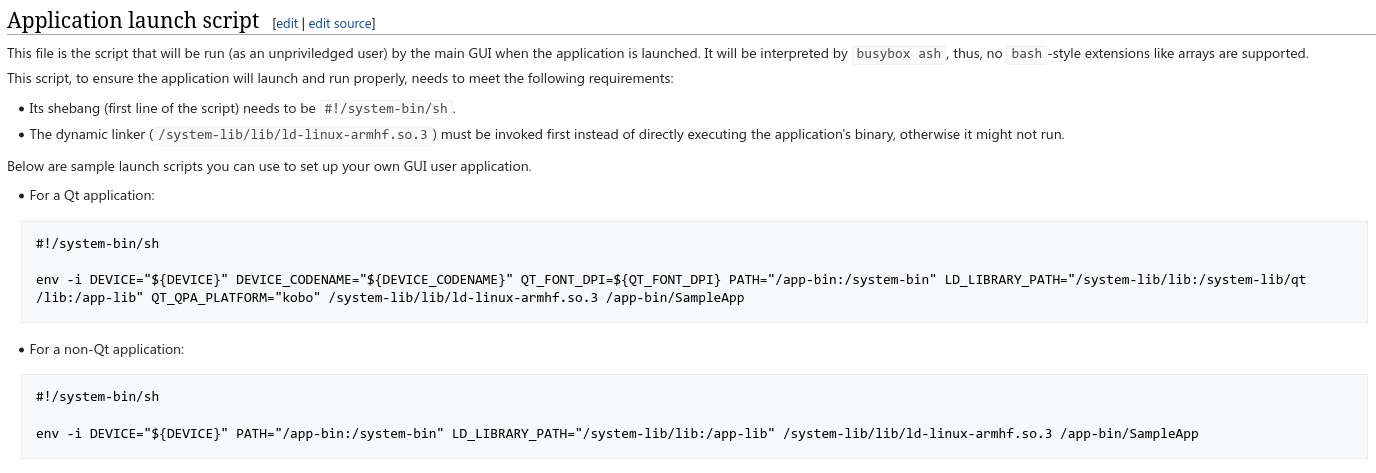 Application launch script [edit | edit source]
This file is the script that will be run (as an unpriviledged user) by the main GUI when the application is launched. It will be interpreted by busybox ash, thus, no bash-style extensions like arrays are supported.
This script, to ensure the application will launch and run properly, needs to meet the following requirements:
• Its shebang (first line of the script) needs to be #!/system-bin/sh.
• The dynamic linker (/system-lib/lib/ld-linux-armhf.so.3) must be invoked first instead of directly executing the application's binary, otherwise it might not run.
Below are sample launch scripts you can use to set up your own GUI user application.
• For a Qt application:
#!/system-bin/sh
env -i DEVICE="${DEVICE}" DEVICE_CODENAME="${DEVICE_CODENAME}" QT_FONT_DPI=${QT_FONT_DPI} PATH="/app-bin:/system-bin" LD_LIBRARY_PATH="/system-lib/lib:/system-lib/qt
/lib:/app-lib" QT_QPA_PLATFORM="kobo" /system-lib/lib/ld-linux-armhf.so.3 /app-bin/SampleApp
• For a non-Qt application:
#!/system-bin/sh
env -i DEVICE="${DEVICE}" PATH="/app-bin:/system-bin" LD_LIBRARY_PATH="/system-lib/lib:/app-lib" /system-lib/lib/ld-linux-armhf.so.3 /app-bin/SampleApp